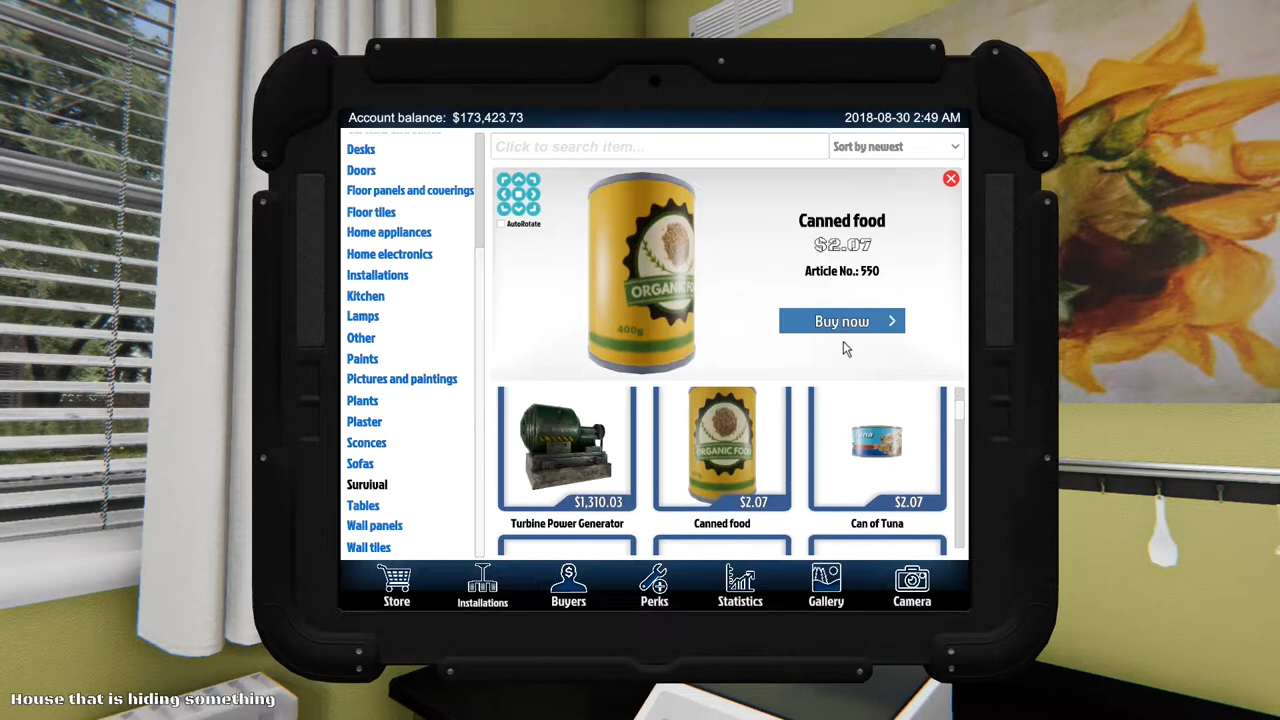 Account balance: $173,423.73
2018-08-30 2:49 AM
Desks
Doors
Floor panels and coverings
Floor tiles
Home appliances
Home electronics
Installations
Kitchen
Lamps
Other
Paints
Pictures and paintings
Plants
Plaster
Sconces
Sofas
Survival
Tables
Wall panels
Wall tiles
Click to search item...
Sort by newest
AutoRotate
ORGANIC FO
400g
Canned food
$2.07
Article No.: 550
Buy now
$1,310.03
Turbine Power Generator
ORGANIC FOOD
$2.07
Canned food
$2.07
Can of Tuna
Store
Installations
Buyers
Perks
Statistics
Gallery
Camera
House that is hiding something